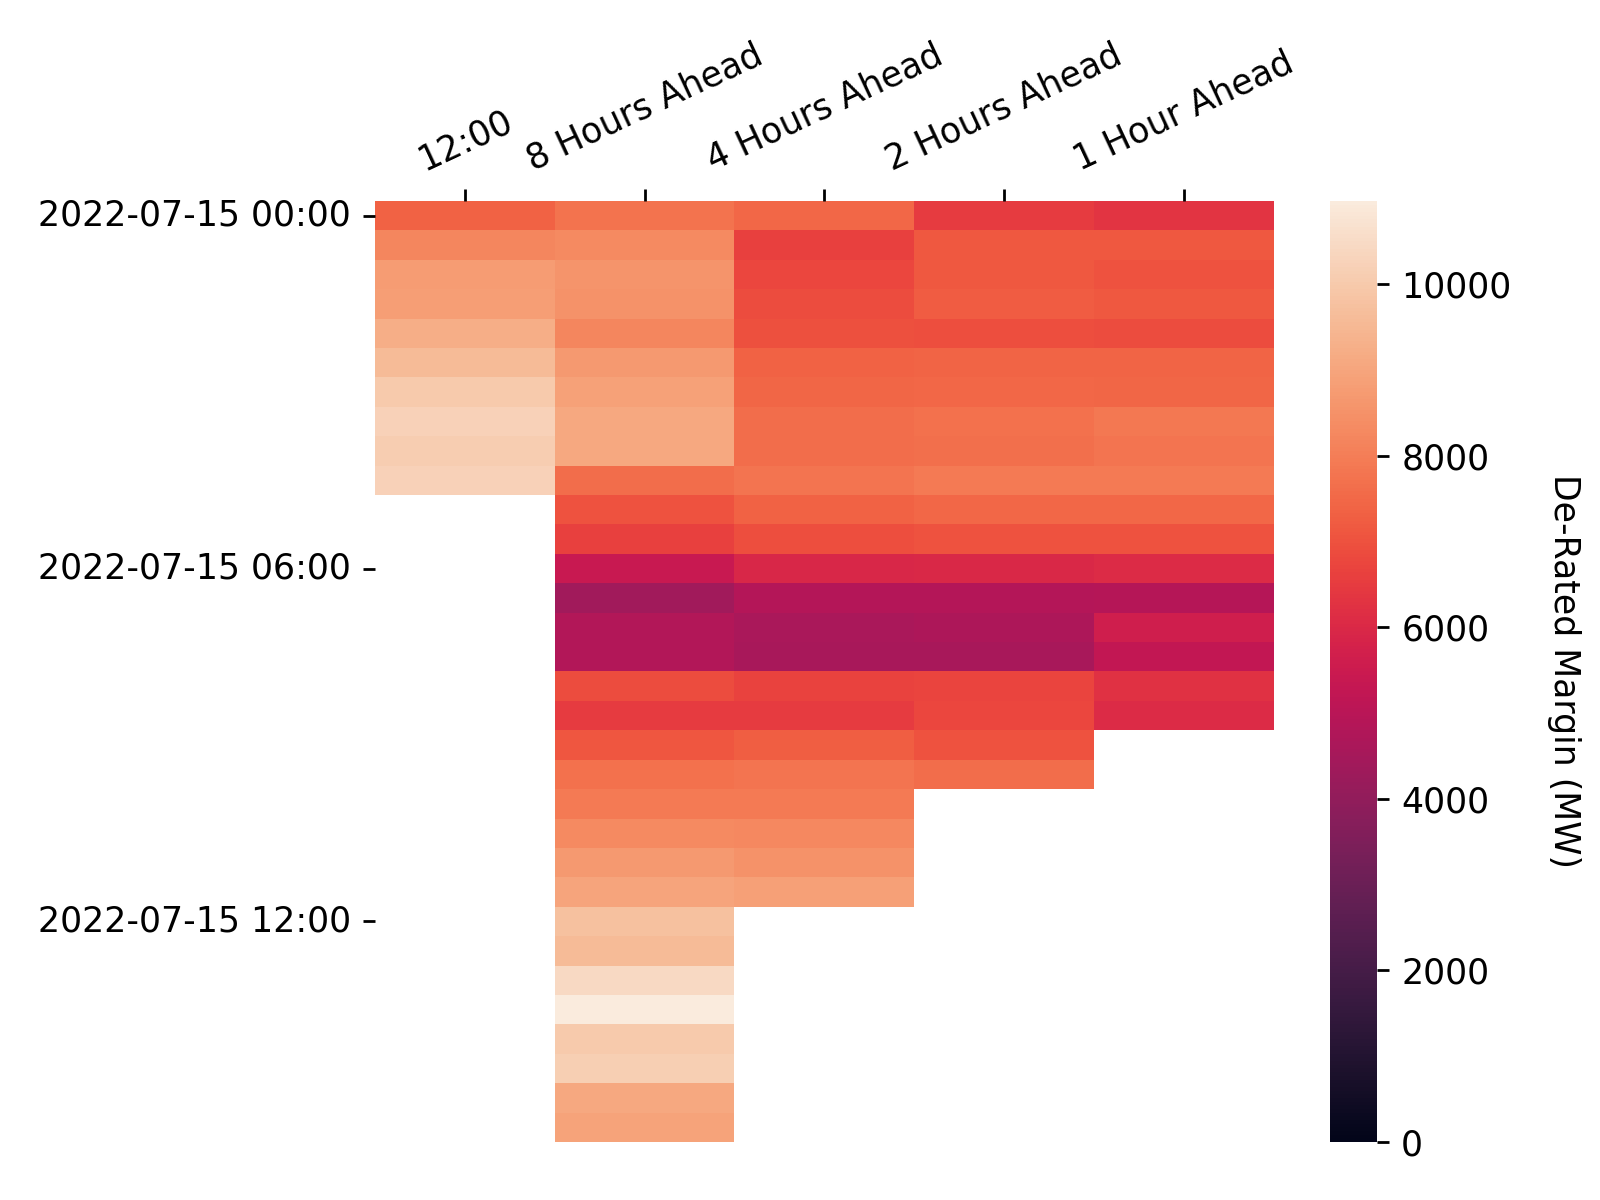 12:00
8 Hours Ahead
4 Hours Ahead
2 Hours Ahead
1 Hour Ahead
2022-07-15 00:00
2022-07-15 06:00
2022-07-15 12:00
10000
8000
6000
4000
2000
0
De-Rated Margin (MW)